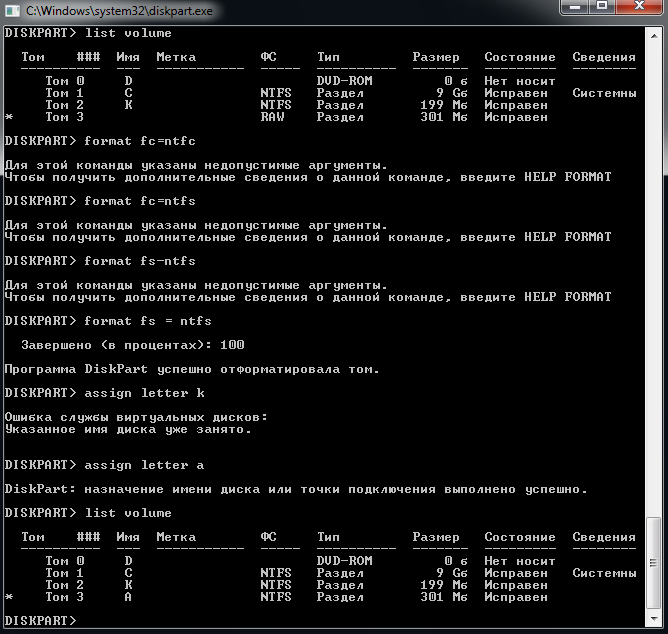 C:\Windows\system32\diskpart.exe
DISKPART> list volume
Том ### Имя Метка ФС Тип Размер Состояние Сведения
---------- --- ----------- ----- ---------- ------- --------- --------
Том 0 D DVD-ROM 0 б Нет носит
Том 1 C NTFS Раздел 9 Gб Исправен Системны
Том 2 K NTFS Раздел 199 Mб Исправен
* Том 3 RAW Раздел 301 Mб Исправен
DISKPART> format fc=ntfc
Для этой команды указаны недопустимые аргументы.
Чтобы получить дополнительные сведения о данной команде, введите HELP FORMAT
DISKPART> format fc=ntfs
Для этой команды указаны недопустимые аргументы.
Чтобы получить дополнительные сведения о данной команде, введите HELP FORMAT
DISKPART> format fs-ntfs
Для этой команды указаны недопустимые аргументы.
Чтобы получить дополнительные сведения о данной команде, введите HELP FORMAT
DISKPART> format fs = ntfs
Завершено (в процентах): 100
Программа DiskPart успешно отформатировала том.
DISKPART> assign letter k
Ошибка службы виртуальных дисков:
Указанное имя диска уже занято.
DISKPART> assign letter a
DiskPart: назначение имени диска или точки подключения выполнено успешно.
DISKPART> list volume
Том ### Имя Метка ФС Тип Размер Состояние Сведения
---------- --- ----------- ----- ---------- ------- --------- --------
Том 0 D DVD-ROM 0 б Нет носит
Том 1 C NTFS Раздел 9 Gб Исправен Системны
Том 2 K NTFS Раздел 199 Mб Исправен
* Том 3 A NTFS Раздел 301 Mб Исправен
DISKPART>